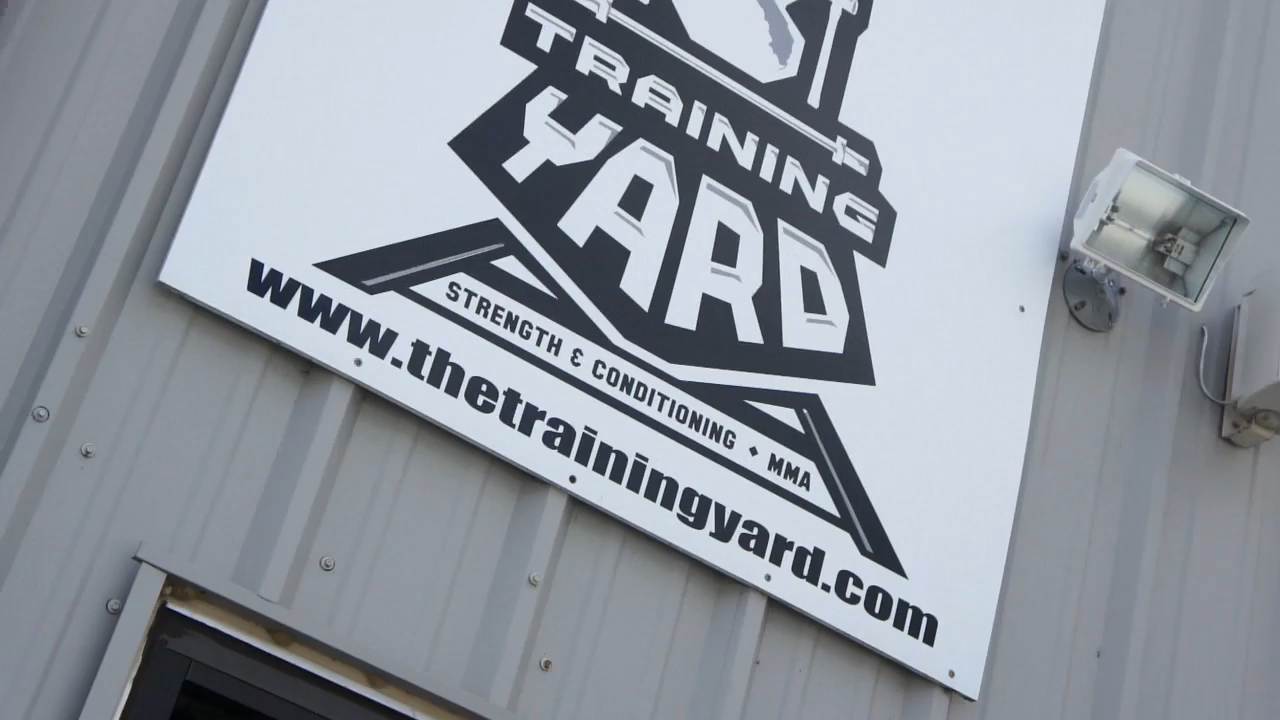 TRAINING
YARD
STRENGTH & CONDITIONING ♦ MMA
www.thetrainingyard.com